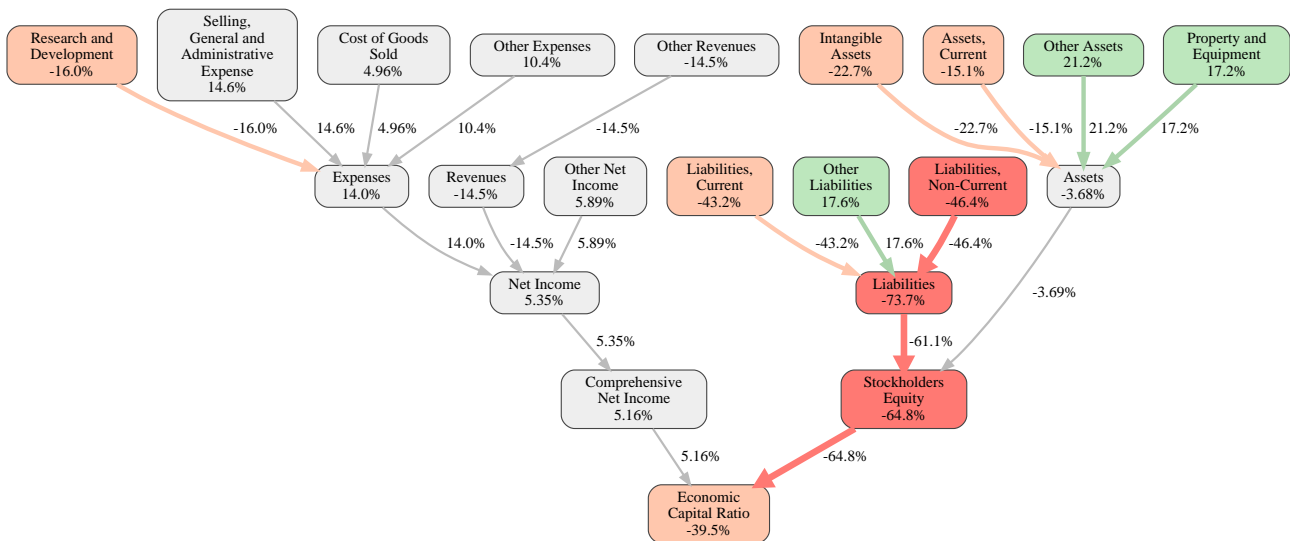 Research and
Development
-16.0%
Selling,
General and
Administrative
Expense
14.6%
Cost of Goods
Sold
4.96%
Other Expenses
10.4%
Other Revenues
-14.5%
Intangible
Assets
-22.7%
Assets,
Current
-15.1%
Other Assets
21.2%
Property and
Equipment
17.2%
-16.0%
14.6%
4.96%
10.4%
-14.5%
-22.7%
-15.1%
21.2%
17.2%
Expenses
14.0%
Revenues
-14.5%
Other Net
Income
5.89%
Liabilities,
Current
-43.2%
Other
Liabilities
17.6%
Liabilities,
Non-Current
-46.4%
Assets
-3.68%
14.0%
-14.5%
5.89%
-43.2%
17.6%
-46.4%
-3.69%
Net Income
5.35%
Liabilities
-73.7%
5.35%
-61.1%
Comprehensive
Net Income
5.16%
Stockholders
Equity
-64.8%
5.16%
-64.8%
Economic
Capital Ratio
-39.5%